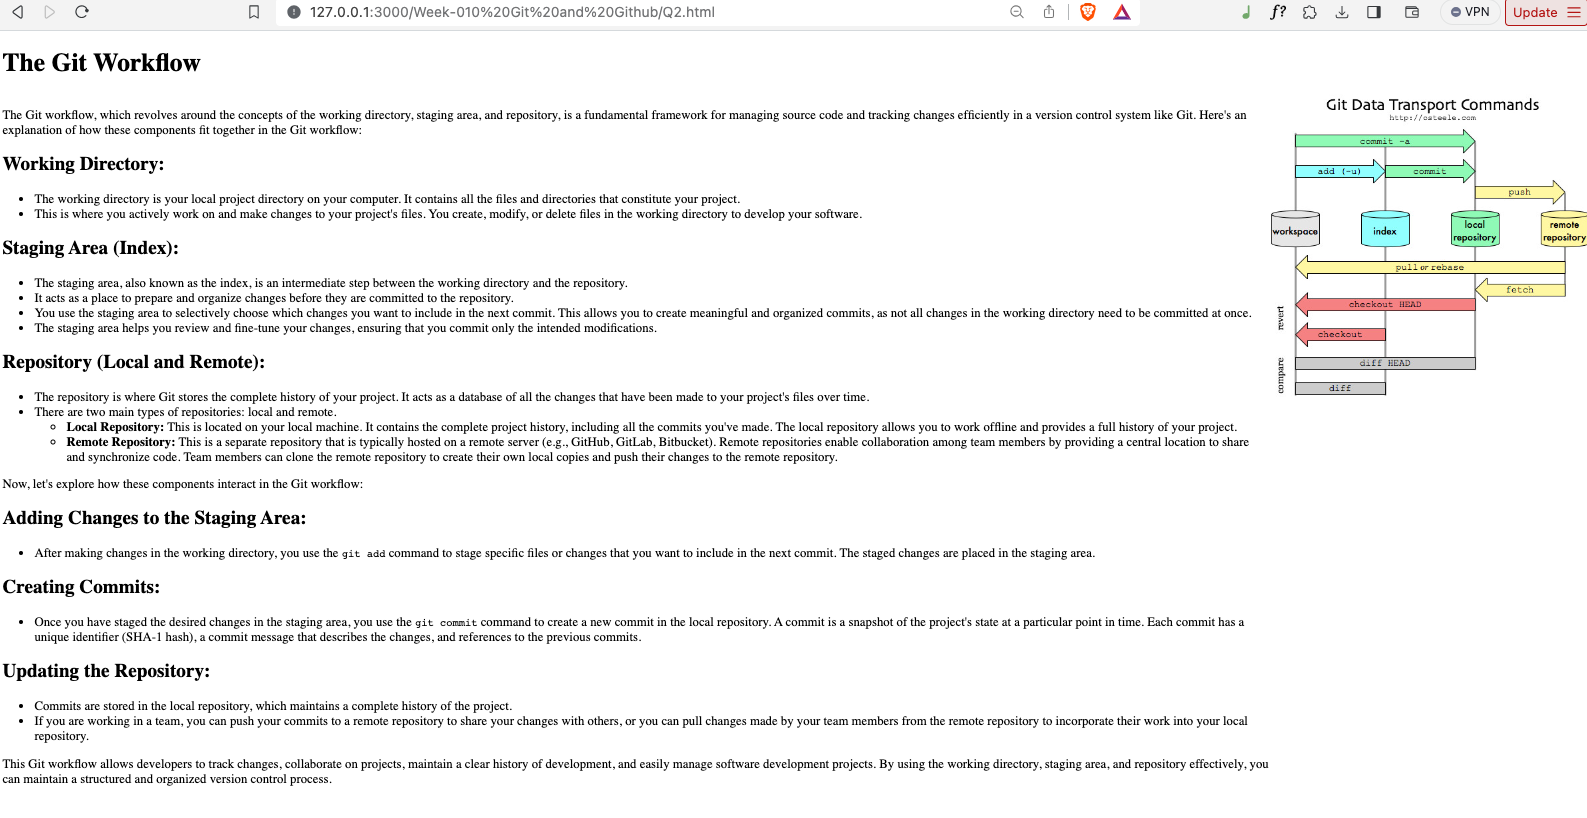 127.0.0.1:3000/Week-010%20Git%20and%20Github/Q2.html
f?
VPN
Update
The Git Workflow
The Git workflow, which revolves around the concepts of the working directory, staging area, and repository, is a fundamental framework for managing source code and tracking changes efficiently in a version control system like Git. Here's an
explanation of how these components fit together in the Git workflow:
Working Directory:
• The working directory is your local project directory on your computer. It contains all the files and directories that constitute your project.
• This is where you actively work on and make changes to your project's files. You create, modify, or delete files in the working directory to develop your software.
Staging Area (Index):
• The staging area, also known as the index, is an intermediate step between the working directory and the repository.
• It acts as a place to prepare and organize changes before they are committed to the repository.
• You use the staging area to selectively choose which changes you want to include in the next commit. This allows you to create meaningful and organized commits, as not all changes in the working directory need to be committed at once.
• The staging area helps you review and fine-tune your changes, ensuring that you commit only the intended modifications.
Repository (Local and Remote):
• The repository is where Git stores the complete history of your project. It acts as a database of all the changes that have been made to your project's files over time.
• There are two main types of repositories: local and remote.
◦ Local Repository: This is located on your local machine. It contains the complete project history, including all the commits you've made. The local repository allows you to work offline and provides a full history of your project.
◦ Remote Repository: This is a separate repository that is typically hosted on a remote server (e.g., GitHub, GitLab, Bitbucket). Remote repositories enable collaboration among team members by providing a central location to share
and synchronize code. Team members can clone the remote repository to create their own local copies and push their changes to the remote repository.
Now, let's explore how these components interact in the Git workflow:
Adding Changes to the Staging Area:
• After making changes in the working directory, you use the git add command to stage specific files or changes that you want to include in the next commit. The staged changes are placed in the staging area.
Creating Commits:
• Once you have staged the desired changes in the staging area, you use the git commit command to create a new commit in the local repository. A commit is a snapshot of the project's state at a particular point in time. Each commit has a
unique identifier (SHA-1 hash), a commit message that describes the changes, and references to the previous commits.
Updating the Repository:
• Commits are stored in the local repository, which maintains a complete history of the project.
• If you are working in a team, you can push your commits to a remote repository to share your changes with others, or you can pull changes made by your team members from the remote repository to incorporate their work into your local
repository.
This Git workflow allows developers to track changes, collaborate on projects, maintain a clear history of development, and easily manage software development projects. By using the working directory, staging area, and repository effectively, you
can maintain a structured and organized version control process.
Git Data Transport Commands
http://osteele.com
commit -a
add (-u)
commit
push
workspace
index
local
repository
remote
repository
pull or rebase
fetch
revert
checkout HEAD
checkout
compare
diff HEAD
diff